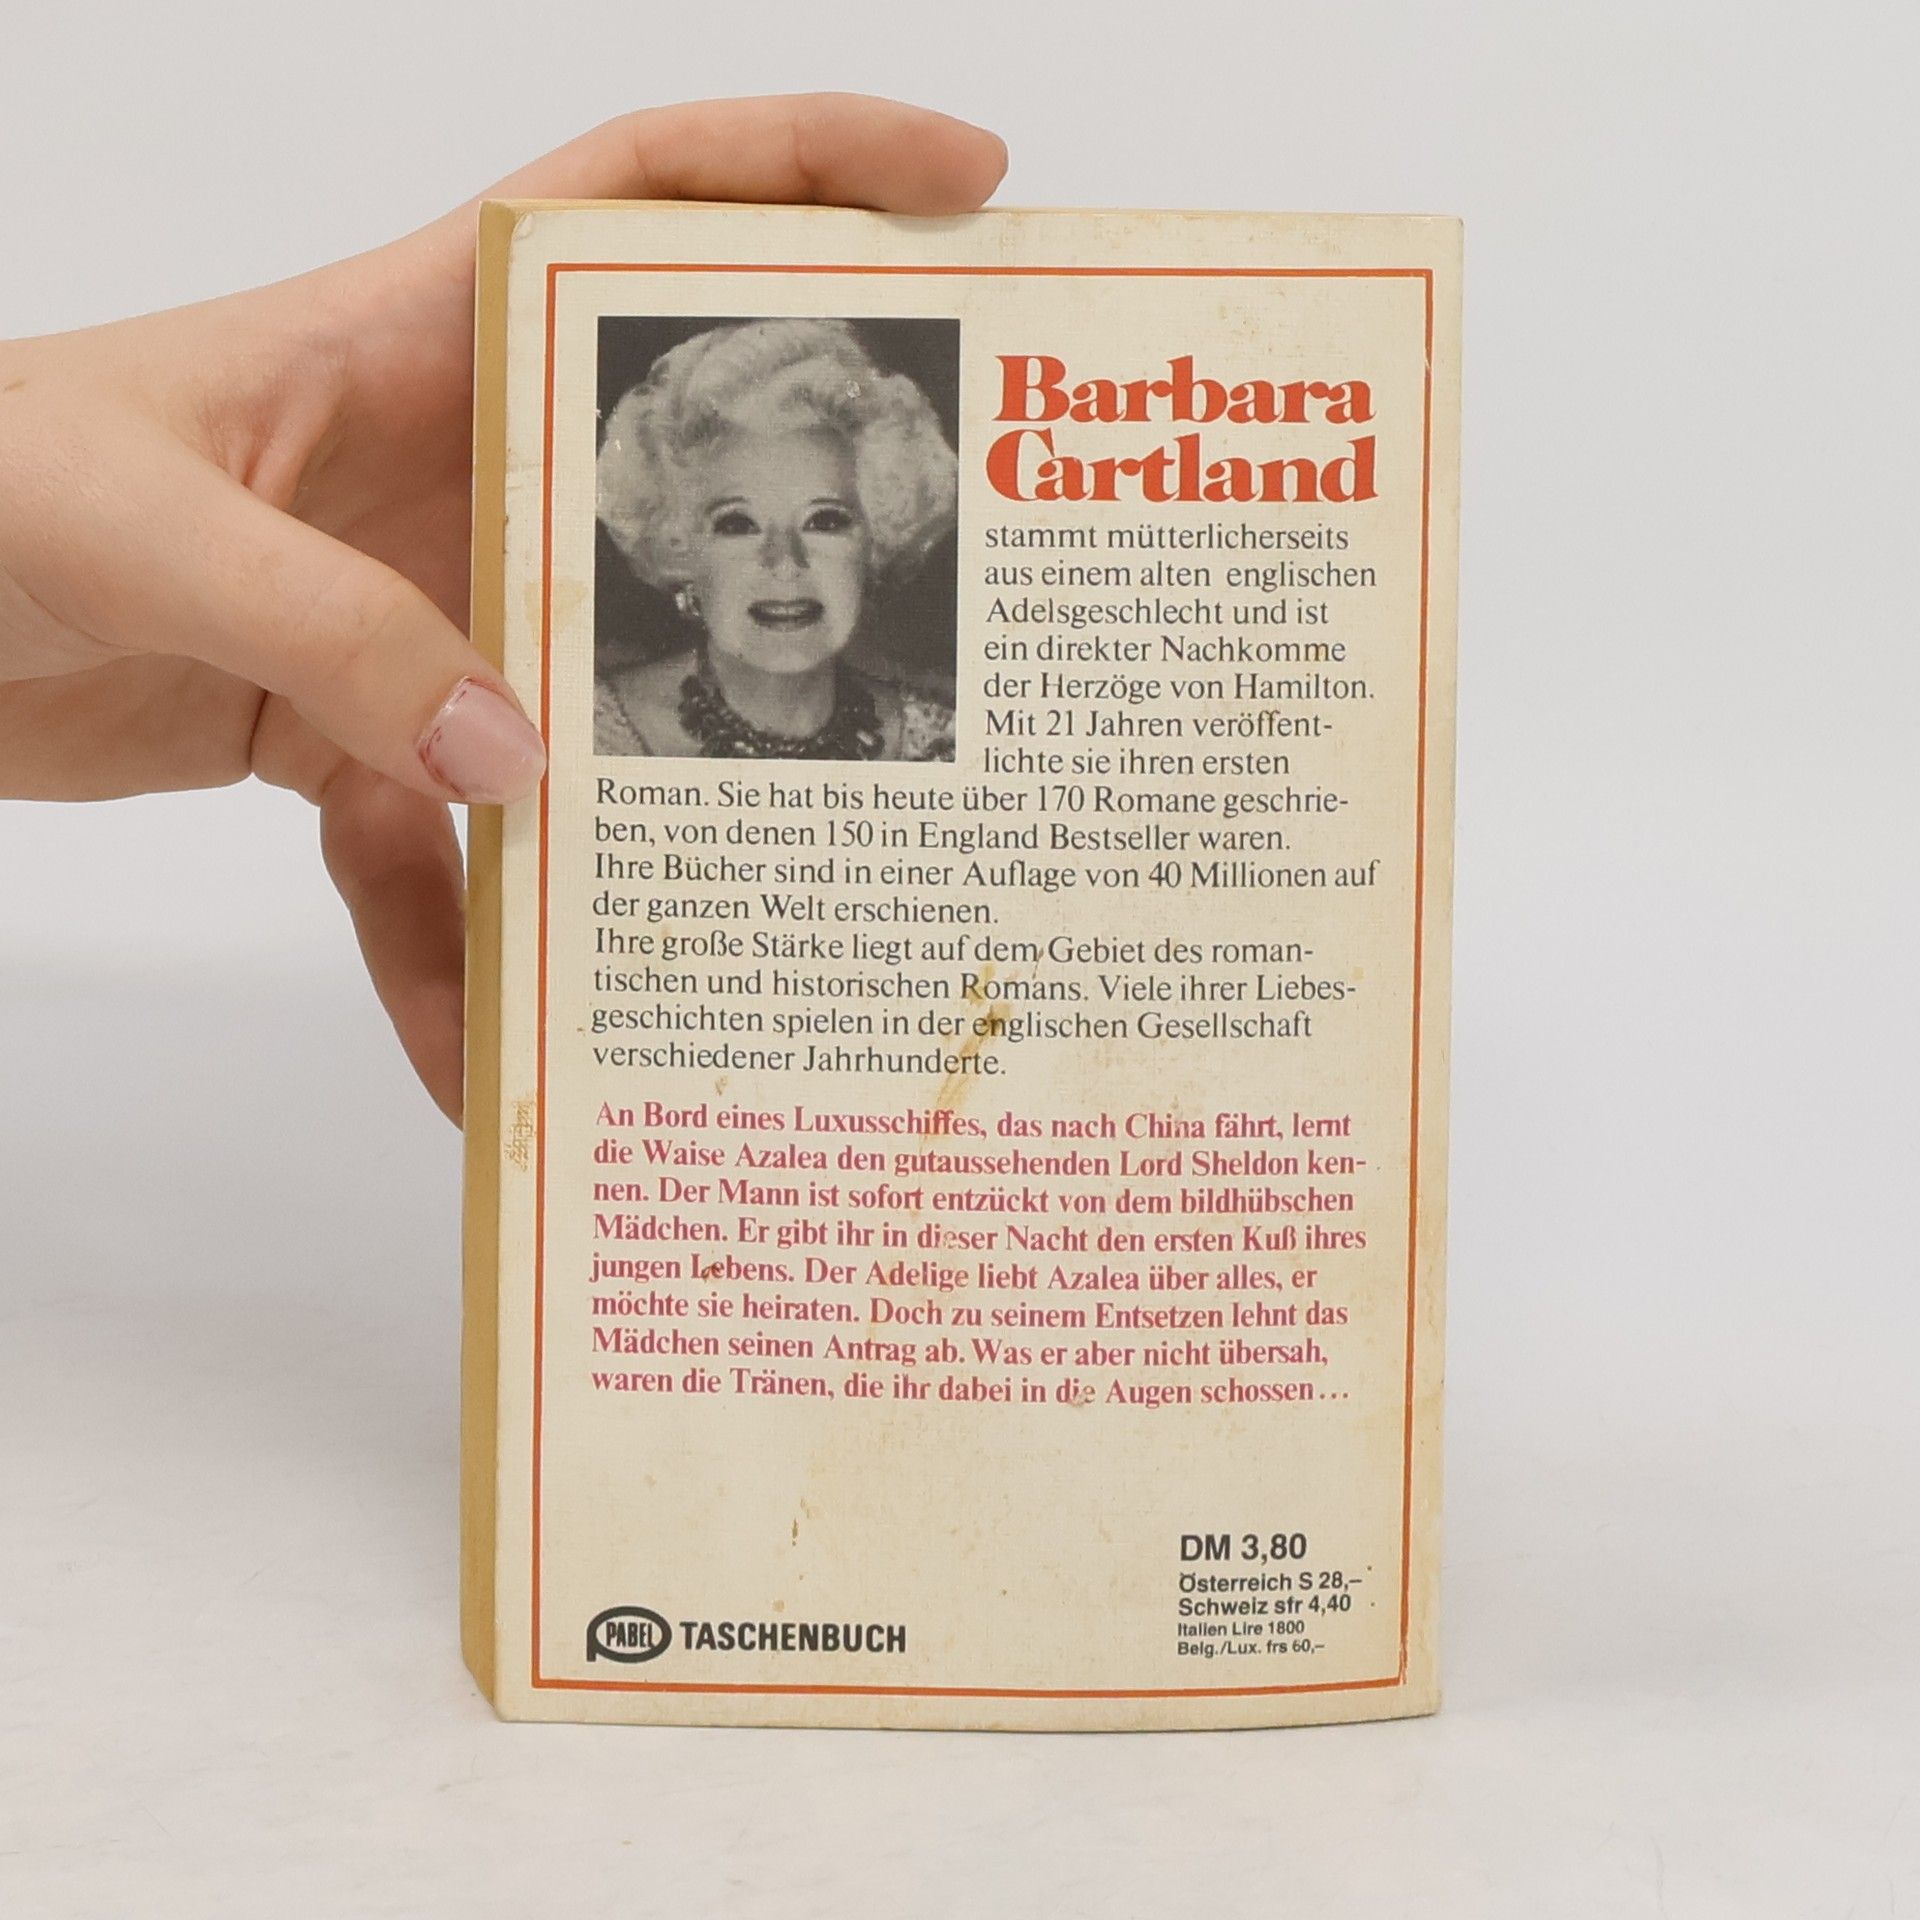 Barbara
Cartland
stammt mütterlicherseits
aus einem alten englischen
Adelsgeschlecht und ist
ein direkter Nachkomme
der Herzöge von Hamilton.
Mit 21 Jahren veröffent-
lichte sie ihren ersten
Roman. Sie hat bis heute über 170 Romane geschrie-
ben, von denen 150 in England Bestseller waren.
Ihre Bücher sind in einer Auflage von 40 Millionen auf
der ganzen Welt erschienen.
Ihre große Stärke liegt auf dem Gebiet des roman-
tischen und historischen Romans. Viele ihrer Liebes-
geschichten spielen in der englischen Gesellschaft
verschiedener Jahrhunderte.
An Bord eines Luxusschiffes, das nach China fährt, lernt
die Waise Azalea den gutaussehenden Lord Sheldon ken-
nen. Der Mann ist sofort entzückt von dem bildhübschen
Mädchen. Er gibt ihr in dieser Nacht den ersten Kuß ihres
jungen Lebens. Der Adelige liebt Azalea über alles, er
möchte sie heiraten. Doch zu seinem Entsetzen lehnt das
Mädchen seinen Antrag ab. Was er aber nicht übersah,
waren die Tränen, die ihr dabei in die Augen schossen...
DM 3,80
Österreich S 28,–
Schweiz sfr 4,40
Italien Lire 1800
Belg./Lux. frs 60,–
PABEL TASCHENBUCH